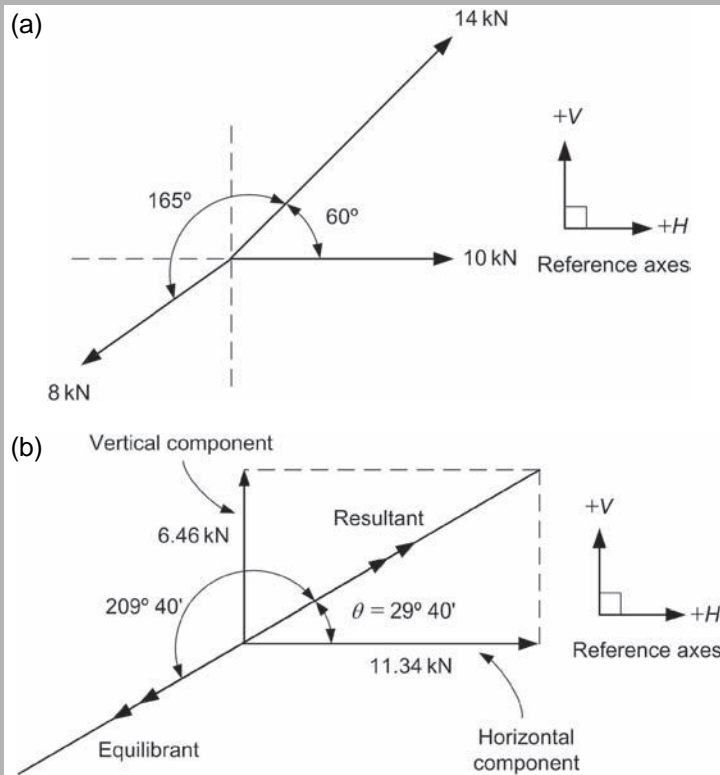 (a)
14 kN
+V
165º
60º
+H
10 kN
Reference axes
8 kN
(b)
Vertical component
+V
Resultant
6.46 kN
209º 40'
θ = 29º 40'
+H
11.34 kN
Reference axes
Equilibrant
Horizontal
component